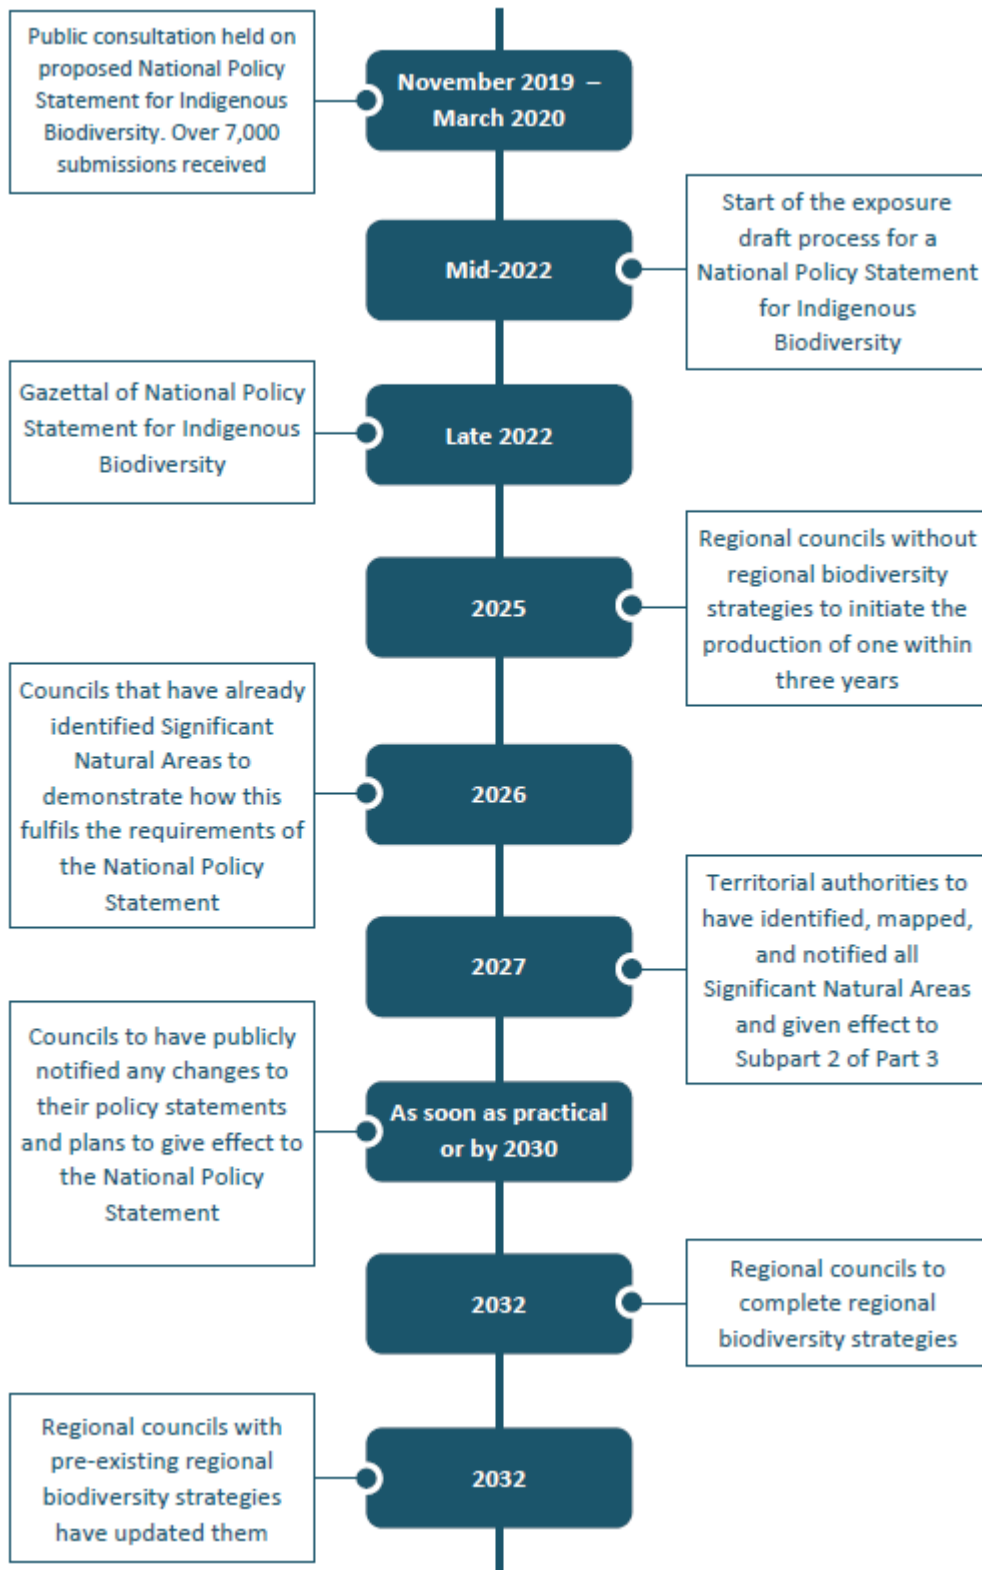 Public consultation held on
proposed National Policy
Statement for Indigenous
Biodiversity. Over 7,000
submissions received
November 2019 –
March 2020
Mid-2022
Start of the exposure
draft process for a
National Policy Statement
for Indigenous
Biodiversity
Gazettal of National Policy
Statement for Indigenous
Biodiversity
Late 2022
2025
Regional councils without
regional biodiversity
strategies to initiate the
production of one within
three years
Councils that have already
identified Significant
Natural Areas to
demonstrate how this
fulfils the requirements of
the National Policy
Statement
2026
2027
Territorial authorities to
have identified, mapped,
and notified all
Significant Natural Areas
and given effect to
Subpart 2 of Part 3
Councils to have publicly
notified any changes to
their policy statements
and plans to give effect to
the National Policy
Statement
As soon as practical
or by 2030
2032
Regional councils to
complete regional
biodiversity strategies
Regional councils with
pre-existing regional
biodiversity strategies
have updated them
2032